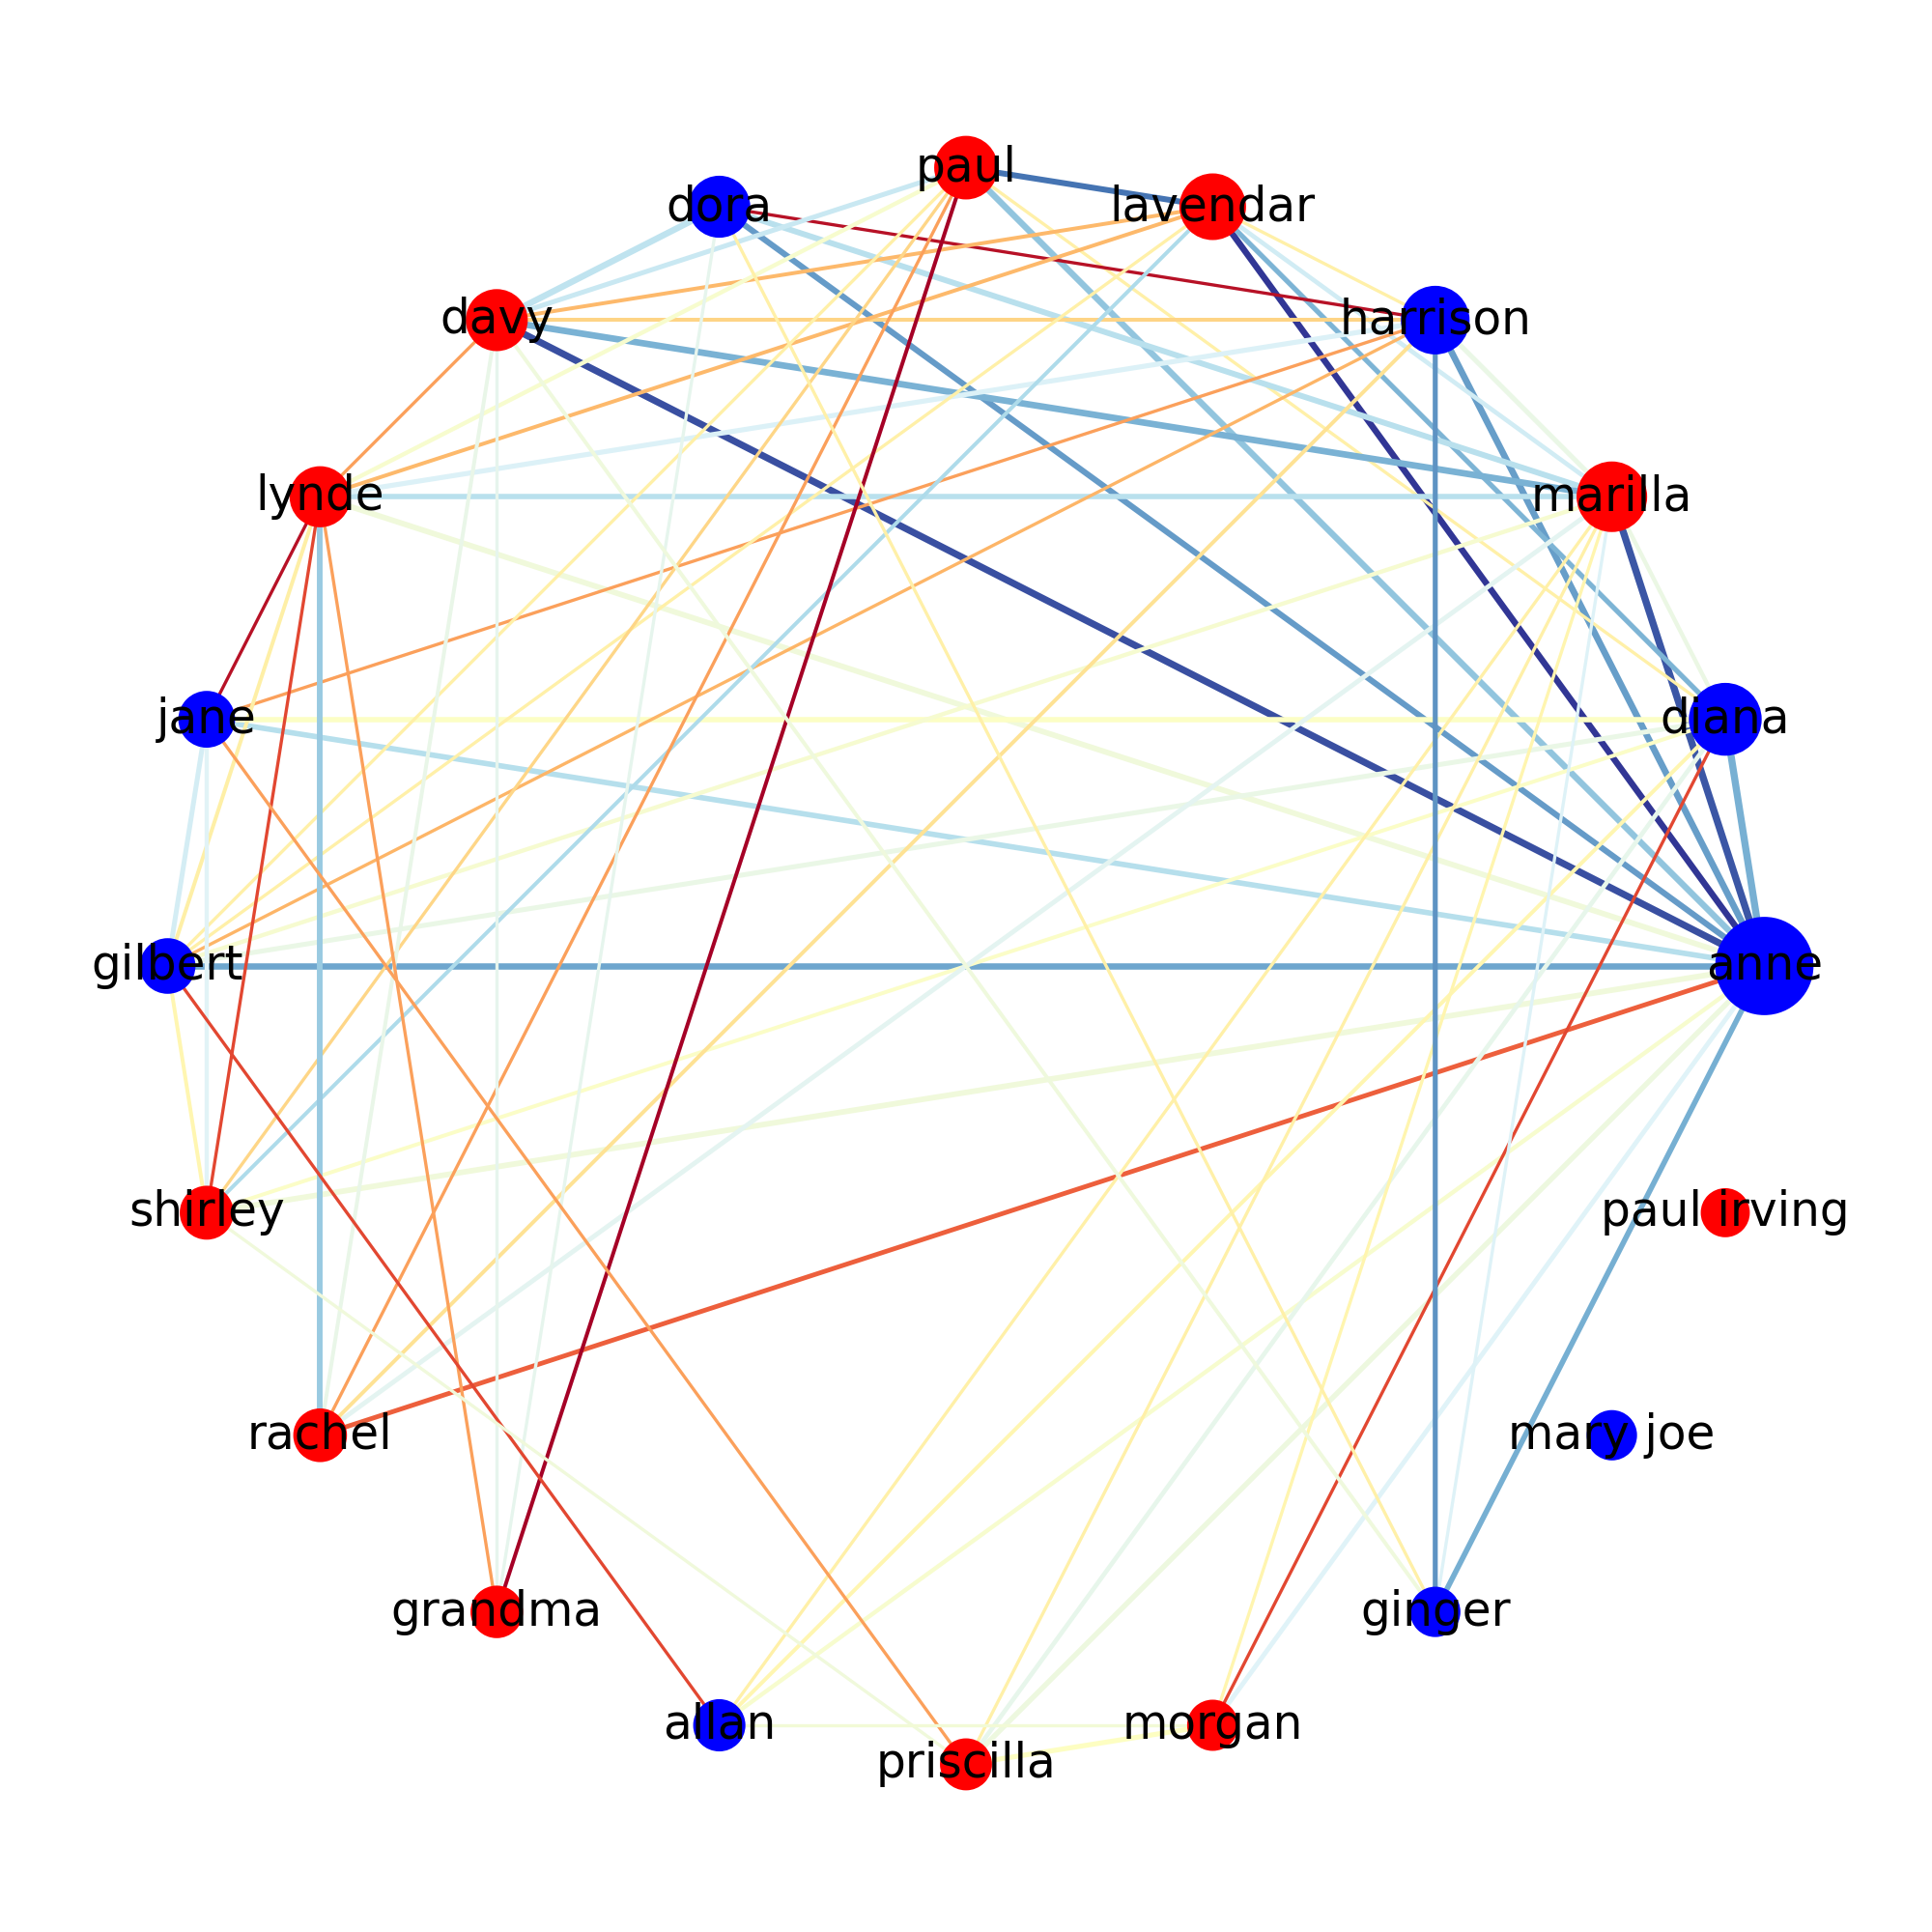 paul
dora
lavendar
davy
harrison
lynde
marilla
jane
diana
gilbert
anne
shirley
paul irving
rachel
mary joe
grandma
ginger
allan
morgan
priscilla